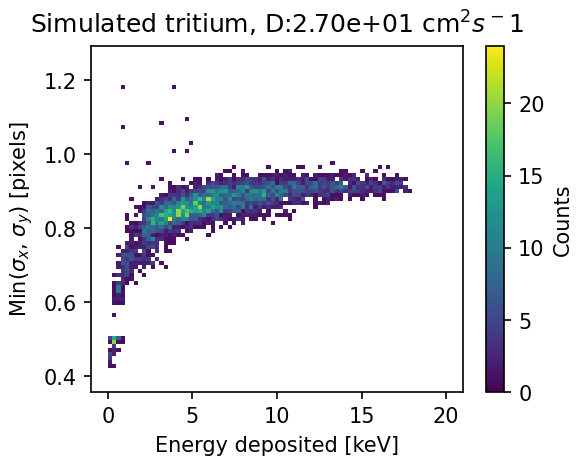 Simulated tritium, D:2.70e+01 cm²s⁻1
1.2
1.0
0.8
0.6
0.4
Min(σₓ, σᵧ) [pixels]
0 5 10 15 20
Energy deposited [keV]
20
15
10
5
0
Counts